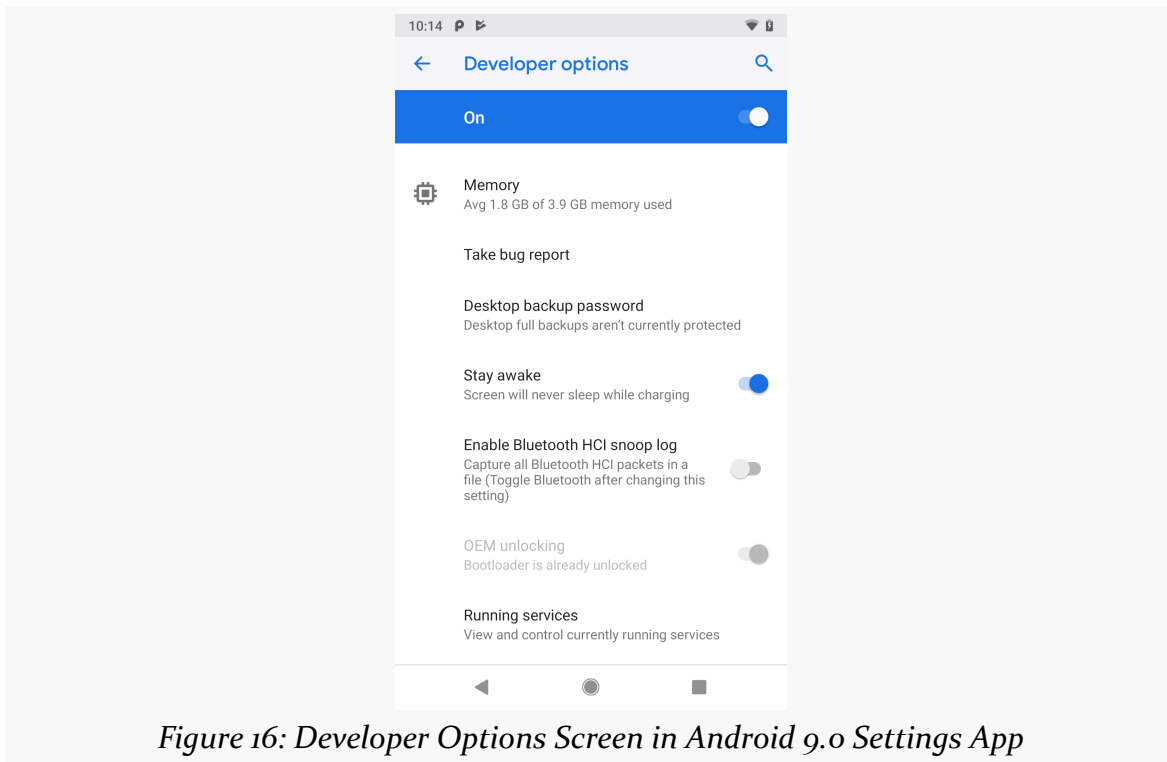 10:14
Developer options
On
Memory
Avg 1.8 GB of 3.9 GB memory used
Take bug report
Desktop backup password
Desktop full backups aren't currently protected
Stay awake
Screen will never sleep while charging
Enable Bluetooth HCI snoop log
Capture all Bluetooth HCI packets in a
file (Toggle Bluetooth after changing this
setting)
OEM unlocking
Bootloader is already unlocked
Running services
View and control currently running services
Figure 16: Developer Options Screen in Android 9.0 Settings App